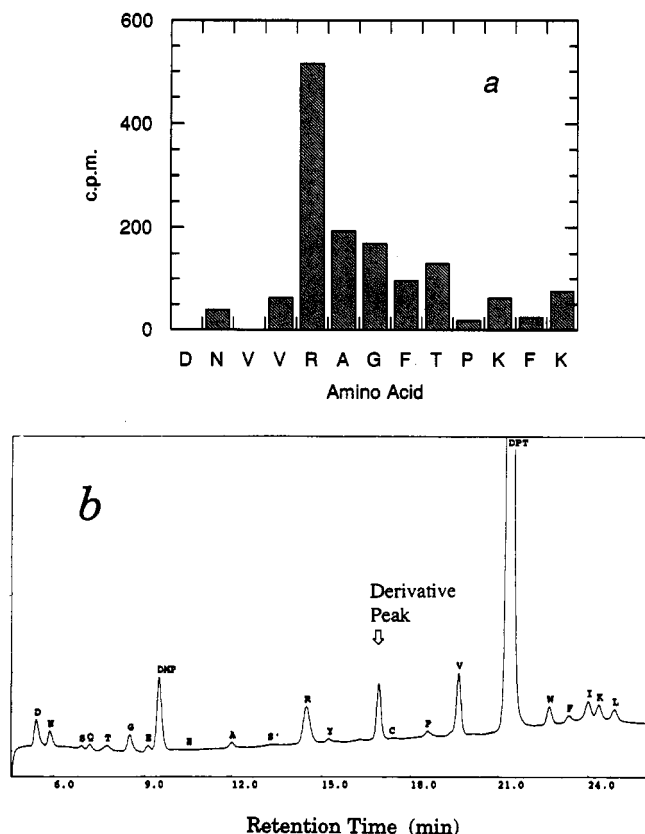 600
400
200
0
c.p.m.
a
D N V V R A G F T P K F K
Amino Acid
b
DPT
Derivative
Peak
DMP
V
R
D N S Q T G E H A S' Y C P W F I K L
6.0 9.0 12.0 15.0 18.0 21.0 24.0
Retention Time (min)